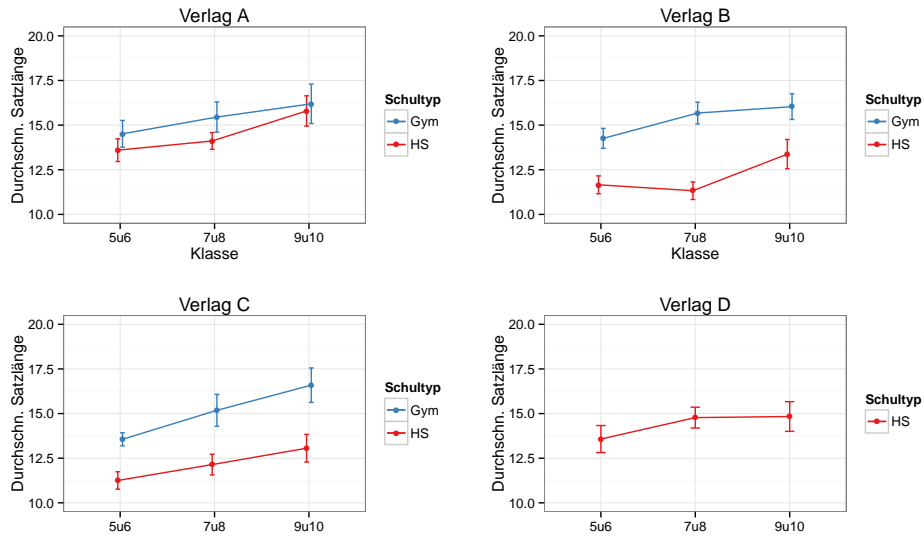 Verlag A
Durchschn. Satzlänge
20.0
17.5
15.0
12.5
10.0
5u6 7u8 9u10
Klasse
Schultyp
Gym
HS
Verlag B
Durchschn. Satzlänge
20.0
17.5
15.0
12.5
10.0
5u6 7u8 9u10
Klasse
Schultyp
Gym
HS
Verlag C
Durchschn. Satzlänge
20.0
17.5
15.0
12.5
10.0
5u6 7u8 9u10
Schultyp
Gym
HS
Verlag D
Durchschn. Satzlänge
20.0
17.5
15.0
12.5
10.0
5u6 7u8 9u10
Schultyp
HS